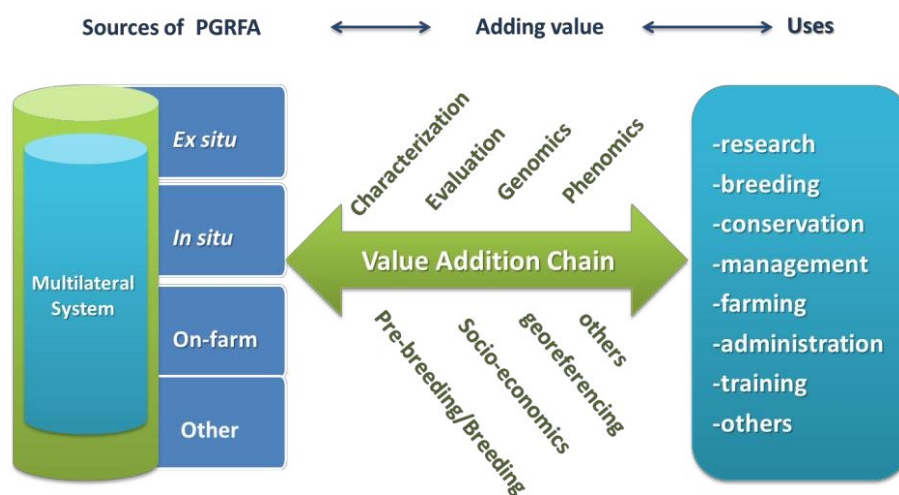 Sources of PGRFA
Adding value
Uses
Multilateral
System
Ex situ
In situ
On-farm
Other
Characterization
Evaluation
Genomics
Phenomics
Value Addition Chain
Pre-breeding/Breeding
Socio-economics
georeferencing
others
-research
-breeding
-conservation
-management
-farming
-administration
-training
-others